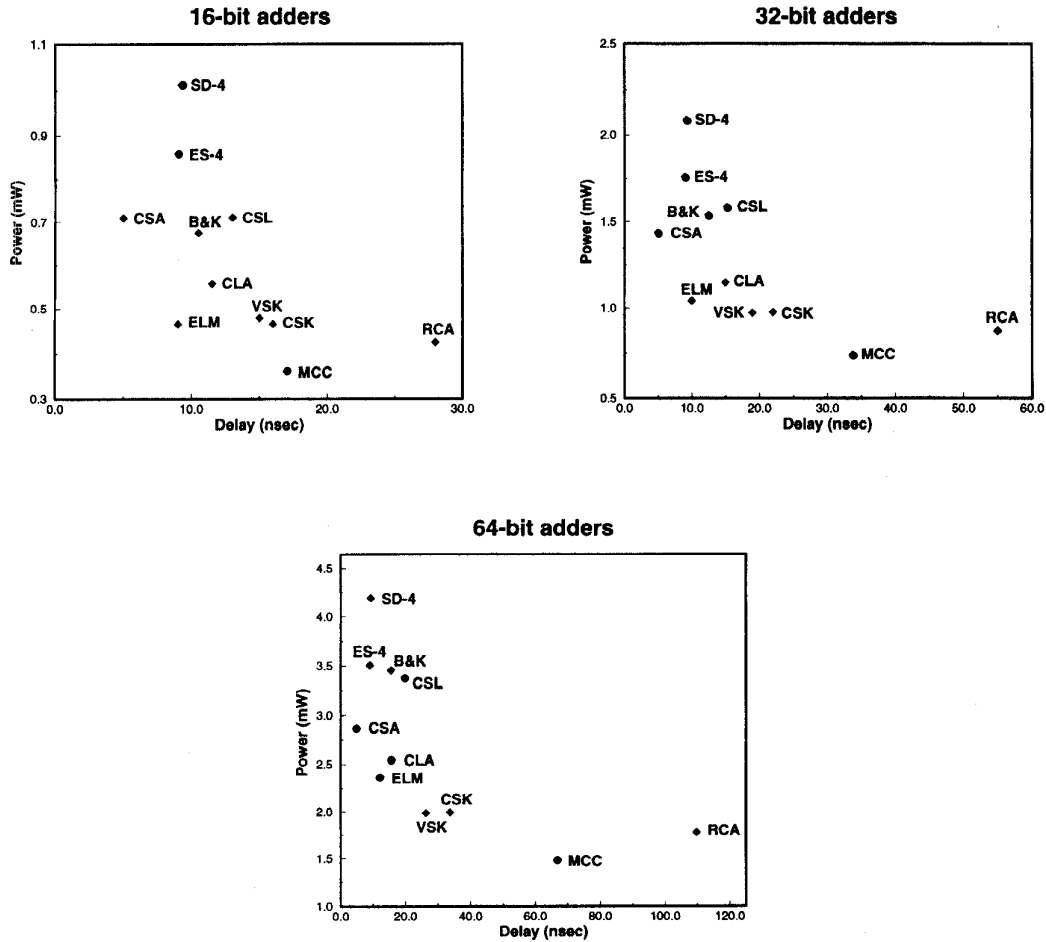 16-bit adders
1.1
0.9
0.7
0.5
0.3
Power (mW)
SD-4
ES-4
CSA
CSL
B&K
CLA
VSK
ELM
CSK
RCA
MCC
0.0
10.0
20.0
30.0
Delay (nsec)
32-bit adders
2.5
2.0
1.5
1.0
0.5
Power (mW)
SD-4
ES-4
B&K
CSL
CSA
CLA
ELM
VSK
CSK
RCA
MCC
0.0
10.0
20.0
30.0
40.0
50.0
60.0
Delay (nsec)
64-bit adders
4.5
4.0
3.5
3.0
2.5
2.0
1.5
1.0
Power (mW)
SD-4
ES-4
B&K
CSL
CSA
CLA
ELM
CSK
VSK
RCA
MCC
0.0
20.0
40.0
60.0
80.0
100.0
120.0
Delay (nsec)